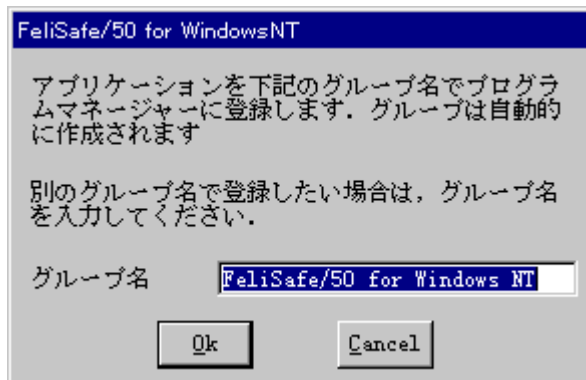 FeliSafe/50 for WindowsNT
アプリケーションを下記のグループ名でプログラ
ムマネージャーに登録します．グループは自動的
に作成されます
別のグループ名で登録したい場合は，グループ名
を入力してください．
グループ名 FeliSafe/50 for Windows NT
Ok Cancel